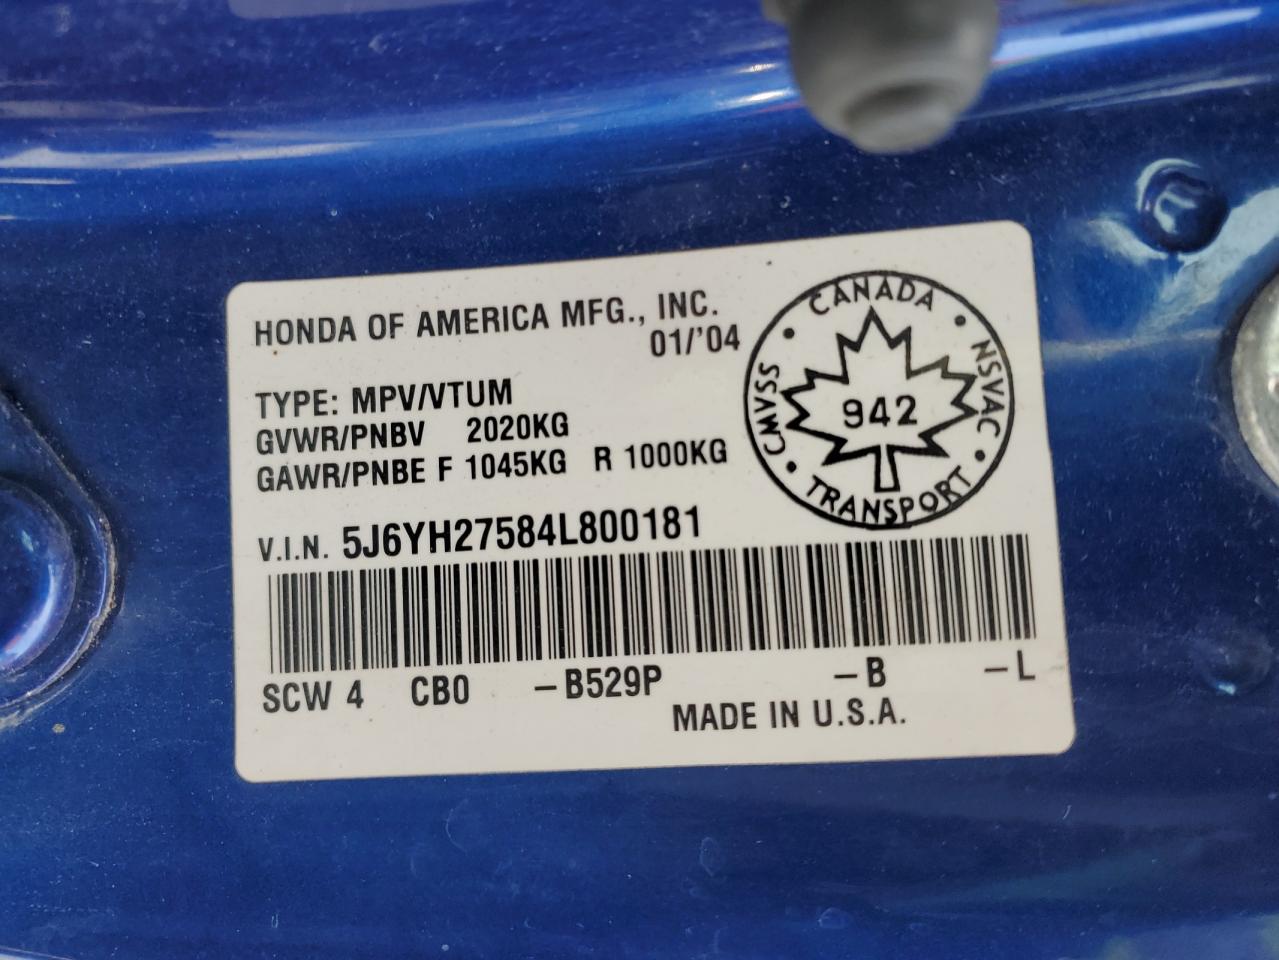 HONDA OF AMERICA MFG., INC.
01/'04
TYPE: MPV/VTUM
GVWR/PNBV 2020KG
GAWR/PNBE F 1045KG R 1000KG
V.I.N. 5J6YH27584L800181
CANADA
CMVSS
NSVAC
942
TRANSPORT
SCW 4 CB0 -B529P -B -L
MADE IN U.S.A.